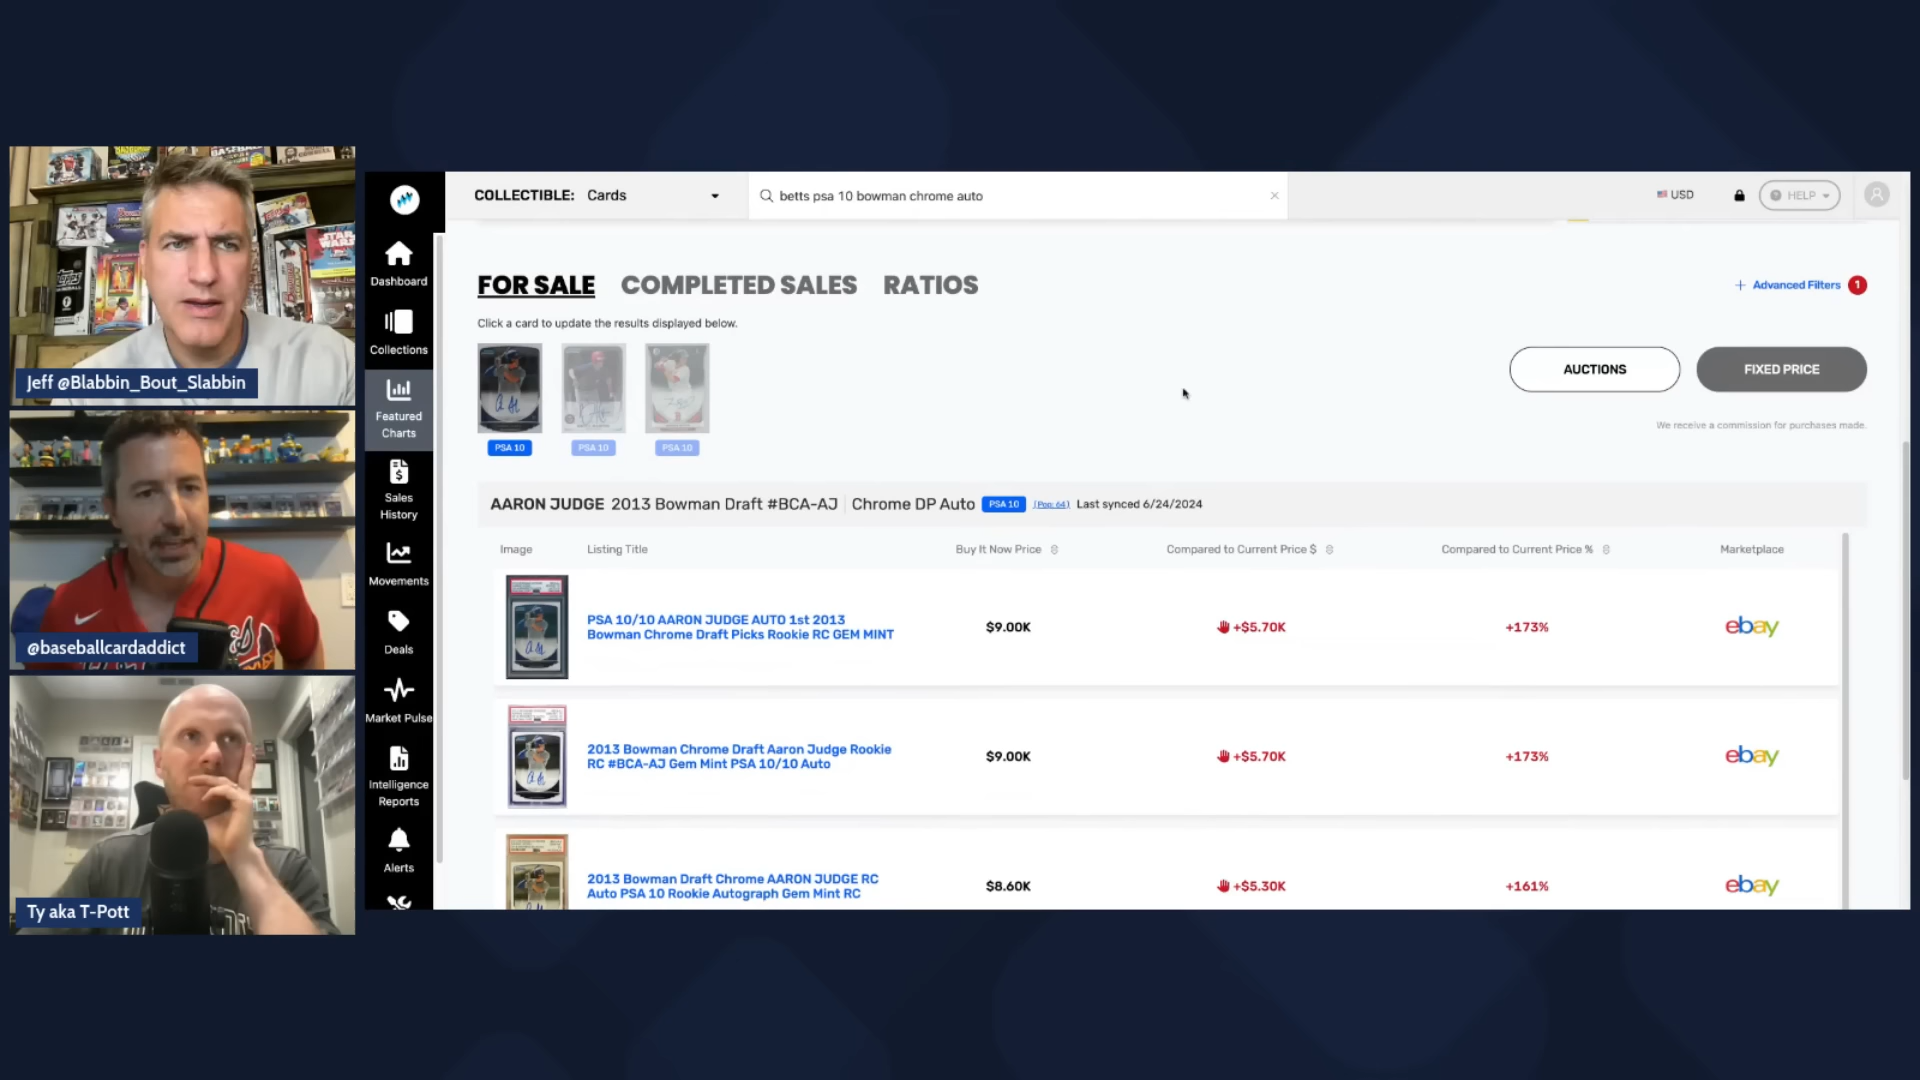 Jeff @Blabbin_Bout_Slabbin
@baseballcardaddict
Ty aka T-Pott
COLLECTIBLE: Cards
betts psa 10 bowman chrome auto
USD
HELP
Dashboard
Collections
Featured
Charts
Sales
History
Movements
Deals
Market Pulse
Intelligence
Reports
Alerts
FOR SALE COMPLETED SALES RATIOS
+ Advanced Filters 1
Click a card to update the results displayed below.
PSA 10 PSA 10 PSA 10
AUCTIONS FIXED PRICE
We receive a commission for purchases made.
AARON JUDGE 2013 Bowman Draft #BCA-AJ Chrome DP Auto PSA 10 (Pop: 64) Last synced 6/24/2024
Image Listing Title Buy It Now Price Compared to Current Price $ Compared to Current Price % Marketplace
PSA 10/10 AARON JUDGE AUTO 1st 2013
Bowman Chrome Draft Picks Rookie RC GEM MINT
$9.00K +$5.70K +173% ebay
2013 Bowman Chrome Draft Aaron Judge Rookie
RC #BCA-AJ Gem Mint PSA 10/10 Auto
$9.00K +$5.70K +173% ebay
2013 Bowman Draft Chrome AARON JUDGE RC
Auto PSA 10 Rookie Autograph Gem Mint RC
$8.60K +$5.30K +161% ebay